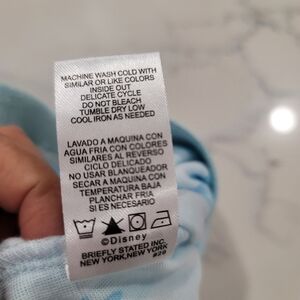 MACHINE WASH COLD WITH
SIMILAR OR LIKE COLORS
INSIDE OUT
DELICATE CYCLE
DO NOT BLEACH
TUMBLE DRY LOW
COOL IRON AS NEEDED
LAVADO A MAQUINA CON
AGUA FRIA CON COLORES
SIMILARES AL REVERSO
CICLO DELICADO
NO USAR BLANQUEADOR
SECAR A MAQUINA CON
TEMPERATURA BAJA
PLANCHAR FRIA
SI ES NECESARIO
©Disney
BRIEFLY STATED INC.
NEW YORK, NEW YORK
#29